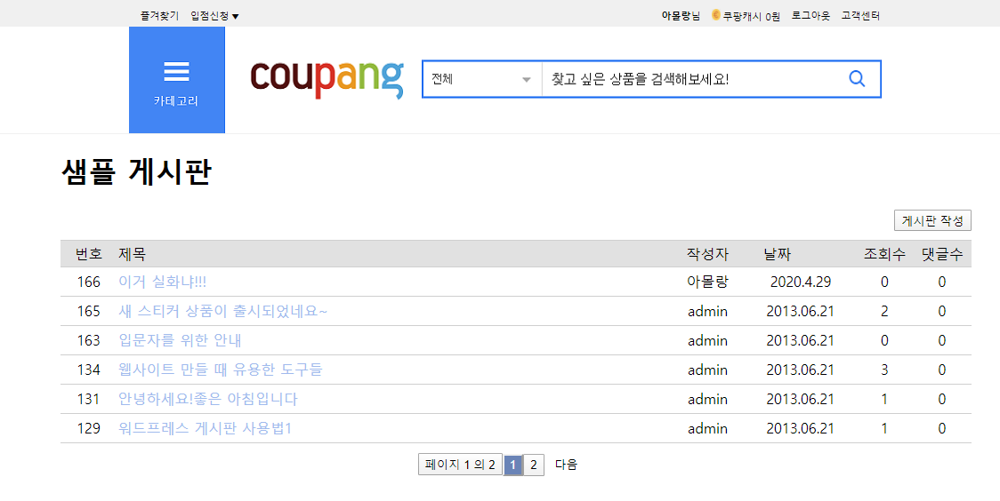 즐겨찾기 입점신청 ▼ 아몰랑님 쿠팡캐시 0원 로그아웃 고객센터
카테고리
coupang
전체 찾고 싶은 상품을 검색해보세요!
샘플 게시판
게시판 작성
번호 제목 작성자 날짜 조회수 댓글수
166 이거 실화냐!!! 아몰랑 2020.4.29 0 0
165 새 스티커 상품이 출시되었네요~ admin 2013.06.21 2 0
163 입문자를 위한 안내 admin 2013.06.21 0 0
134 웹사이트 만들 때 유용한 도구들 admin 2013.06.21 3 0
131 안녕하세요!좋은 아침입니다 admin 2013.06.21 1 0
129 워드프레스 게시판 사용법1 admin 2013.06.21 1 0
페이지 1 의 2 1 2 다음